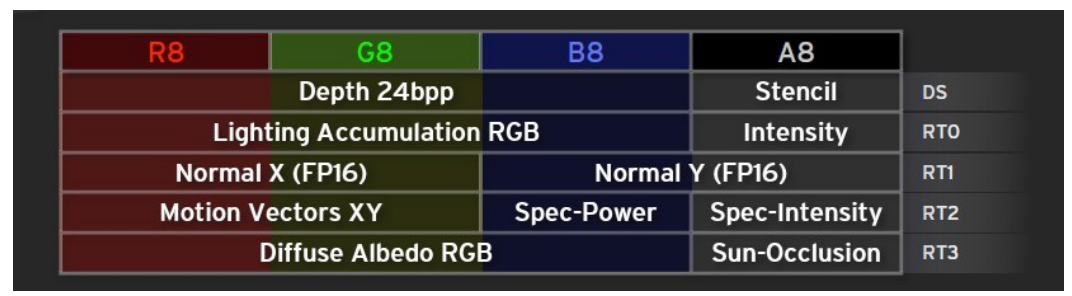 R8 G8 B8 A8
Depth 24bpp Stencil DS
Lighting Accumulation RGB Intensity RT0
Normal X (FP16) Normal Y (FP16) RT1
Motion Vectors XY Spec-Power Spec-Intensity RT2
Diffuse Albedo RGB Sun-Occlusion RT3